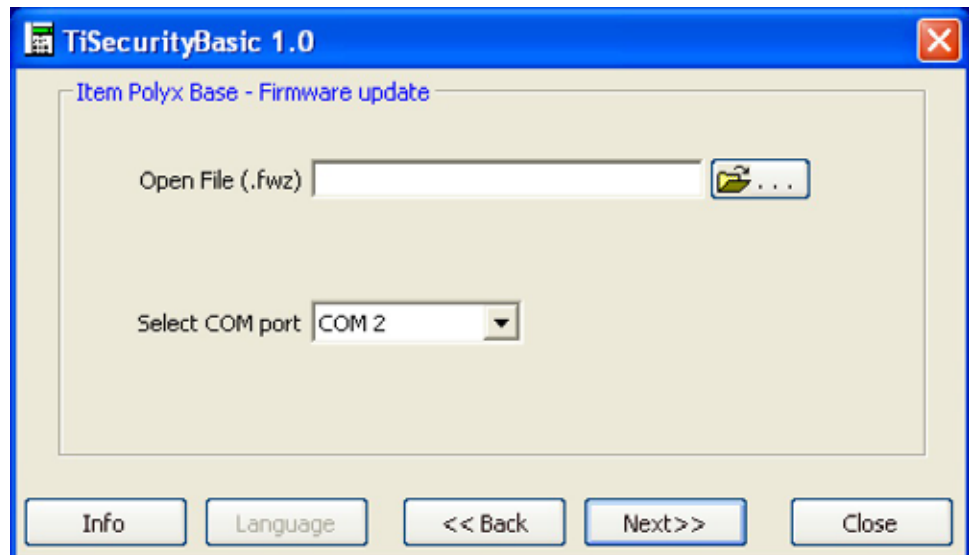 TiSecurityBasic 1.0
Item Polyx Base - Firmware update
Open File (.fwz)
. . .
Select COM port COM 2
Info Language << Back Next>> Close